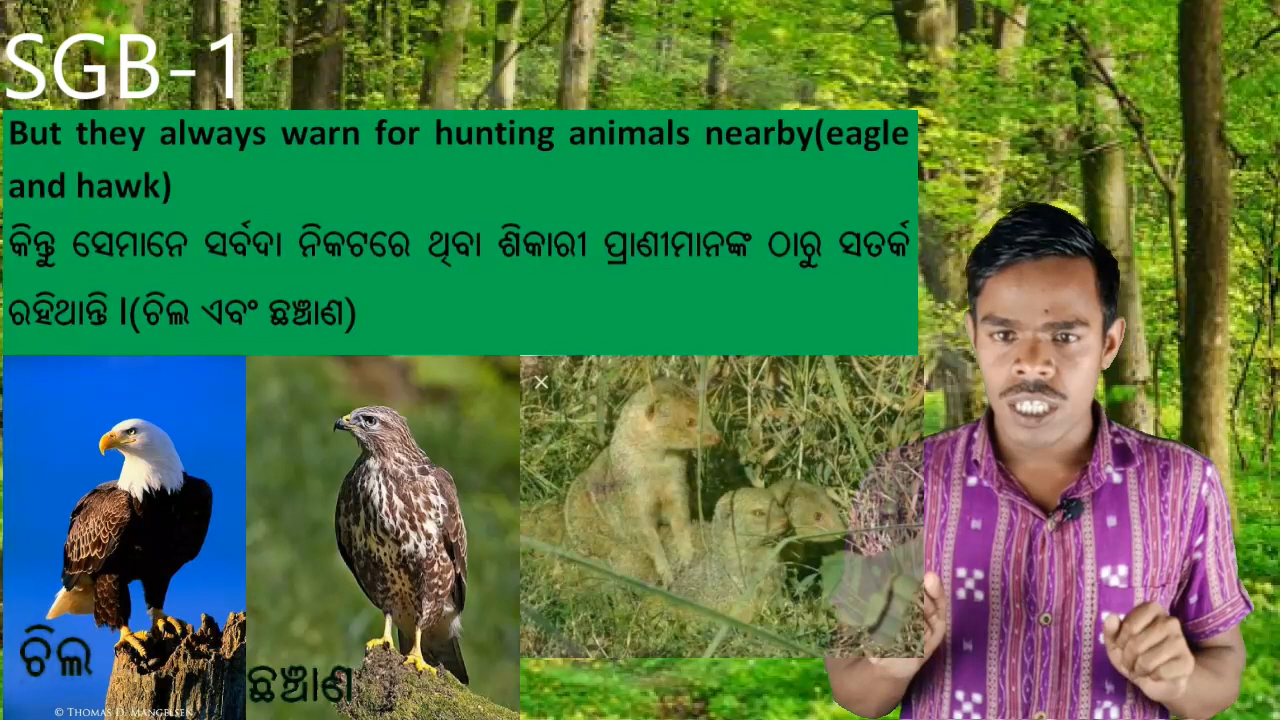 SGB-1
But they always warn for hunting animals nearby(eagle
and hawk)
କିନ୍ତୁ ସେମାନେ ସର୍ବଦା ନିକଟରେ ଥିବା ଶିକାରୀ ପ୍ରାଣୀମାନଙ୍କ ଠାରୁ ସତର୍କ
ରହିଥାନ୍ତି ।(ଚିଲ ଏବଂ ଛଞ୍ଚାଣ)
ଚିଲ
ଛଞ୍ଚାଣ
© THOMAS D. MANGELSEN